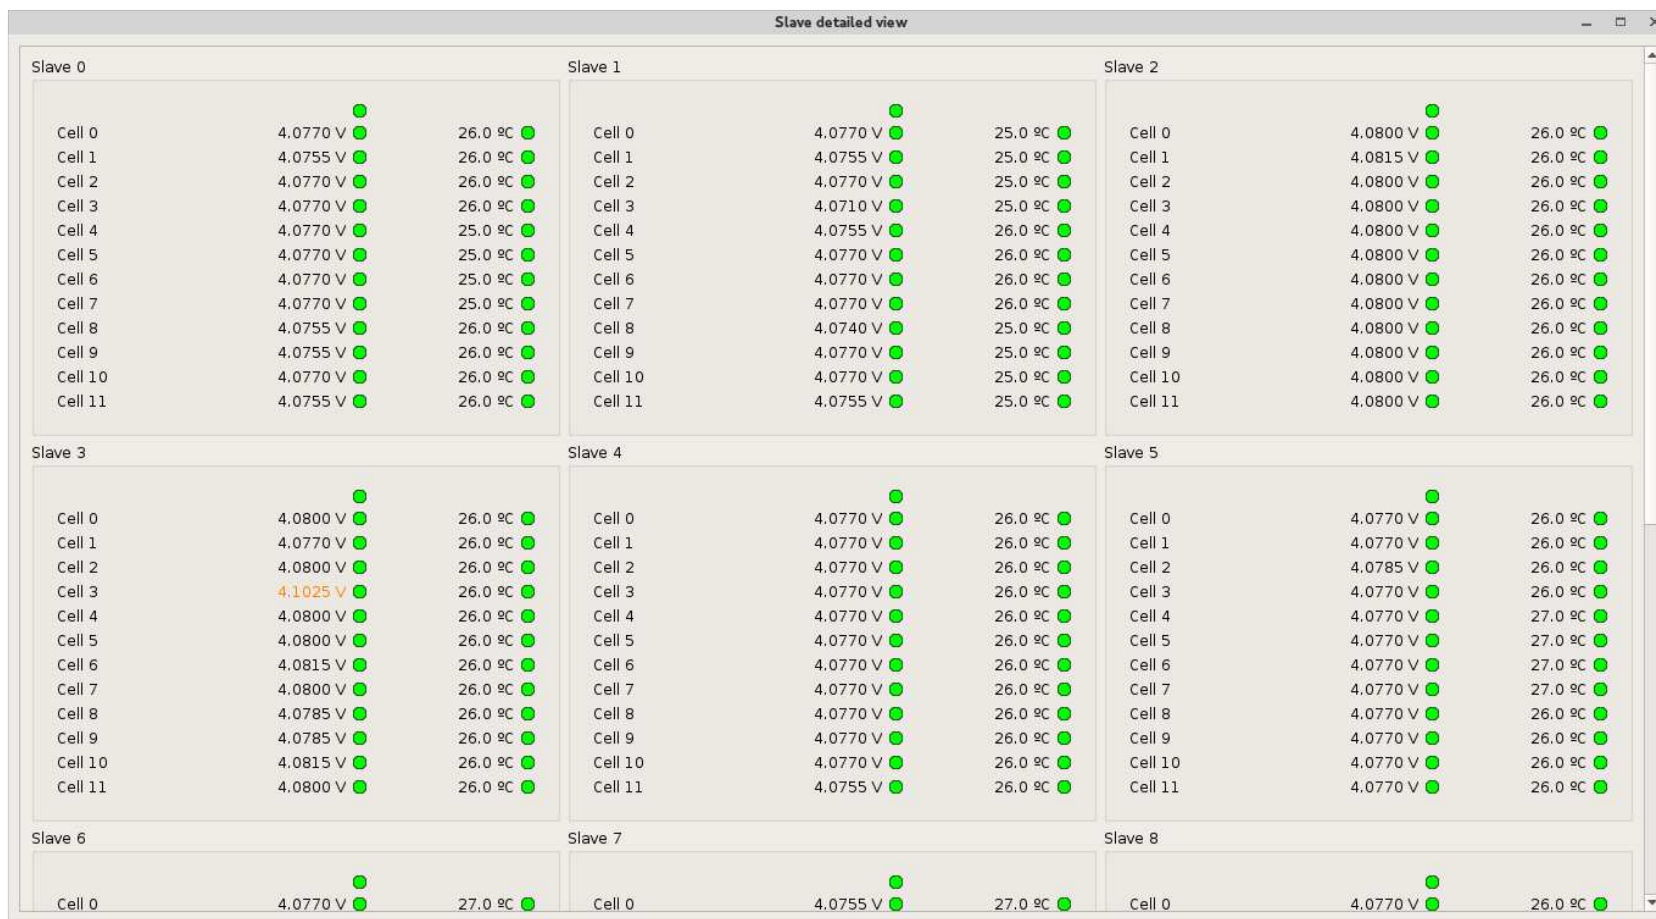 Slave detailed view
Slave 0 Slave 1 Slave 2
Cell 0 4.0770 V 26.0 ºC Cell 0 4.0770 V 25.0 ºC Cell 0 4.0800 V 26.0 ºC
Cell 1 4.0755 V 26.0 ºC Cell 1 4.0755 V 25.0 ºC Cell 1 4.0815 V 26.0 ºC
Cell 2 4.0770 V 26.0 ºC Cell 2 4.0770 V 25.0 ºC Cell 2 4.0800 V 26.0 ºC
Cell 3 4.0770 V 26.0 ºC Cell 3 4.0710 V 25.0 ºC Cell 3 4.0800 V 26.0 ºC
Cell 4 4.0770 V 25.0 ºC Cell 4 4.0755 V 26.0 ºC Cell 4 4.0800 V 26.0 ºC
Cell 5 4.0770 V 25.0 ºC Cell 5 4.0770 V 26.0 ºC Cell 5 4.0800 V 26.0 ºC
Cell 6 4.0770 V 25.0 ºC Cell 6 4.0770 V 26.0 ºC Cell 6 4.0800 V 26.0 ºC
Cell 7 4.0770 V 25.0 ºC Cell 7 4.0770 V 26.0 ºC Cell 7 4.0800 V 26.0 ºC
Cell 8 4.0755 V 26.0 ºC Cell 8 4.0740 V 25.0 ºC Cell 8 4.0800 V 26.0 ºC
Cell 9 4.0755 V 26.0 ºC Cell 9 4.0770 V 25.0 ºC Cell 9 4.0800 V 26.0 ºC
Cell 10 4.0770 V 26.0 ºC Cell 10 4.0770 V 25.0 ºC Cell 10 4.0800 V 26.0 ºC
Cell 11 4.0755 V 26.0 ºC Cell 11 4.0755 V 25.0 ºC Cell 11 4.0800 V 26.0 ºC
Slave 3 Slave 4 Slave 5
Cell 0 4.0800 V 26.0 ºC Cell 0 4.0770 V 26.0 ºC Cell 0 4.0770 V 26.0 ºC
Cell 1 4.0770 V 26.0 ºC Cell 1 4.0770 V 26.0 ºC Cell 1 4.0770 V 26.0 ºC
Cell 2 4.0800 V 26.0 ºC Cell 2 4.0770 V 26.0 ºC Cell 2 4.0785 V 26.0 ºC
Cell 3 4.1025 V 26.0 ºC Cell 3 4.0770 V 26.0 ºC Cell 3 4.0770 V 26.0 ºC
Cell 4 4.0800 V 26.0 ºC Cell 4 4.0770 V 26.0 ºC Cell 4 4.0770 V 27.0 ºC
Cell 5 4.0800 V 26.0 ºC Cell 5 4.0770 V 26.0 ºC Cell 5 4.0770 V 27.0 ºC
Cell 6 4.0815 V 26.0 ºC Cell 6 4.0770 V 26.0 ºC Cell 6 4.0770 V 27.0 ºC
Cell 7 4.0800 V 26.0 ºC Cell 7 4.0770 V 26.0 ºC Cell 7 4.0770 V 27.0 ºC
Cell 8 4.0785 V 26.0 ºC Cell 8 4.0770 V 26.0 ºC Cell 8 4.0770 V 26.0 ºC
Cell 9 4.0785 V 26.0 ºC Cell 9 4.0770 V 26.0 ºC Cell 9 4.0770 V 26.0 ºC
Cell 10 4.0815 V 26.0 ºC Cell 10 4.0770 V 26.0 ºC Cell 10 4.0770 V 26.0 ºC
Cell 11 4.0800 V 26.0 ºC Cell 11 4.0755 V 26.0 ºC Cell 11 4.0770 V 26.0 ºC
Slave 6 Slave 7 Slave 8
Cell 0 4.0770 V 27.0 ºC Cell 0 4.0755 V 27.0 ºC Cell 0 4.0770 V 26.0 ºC